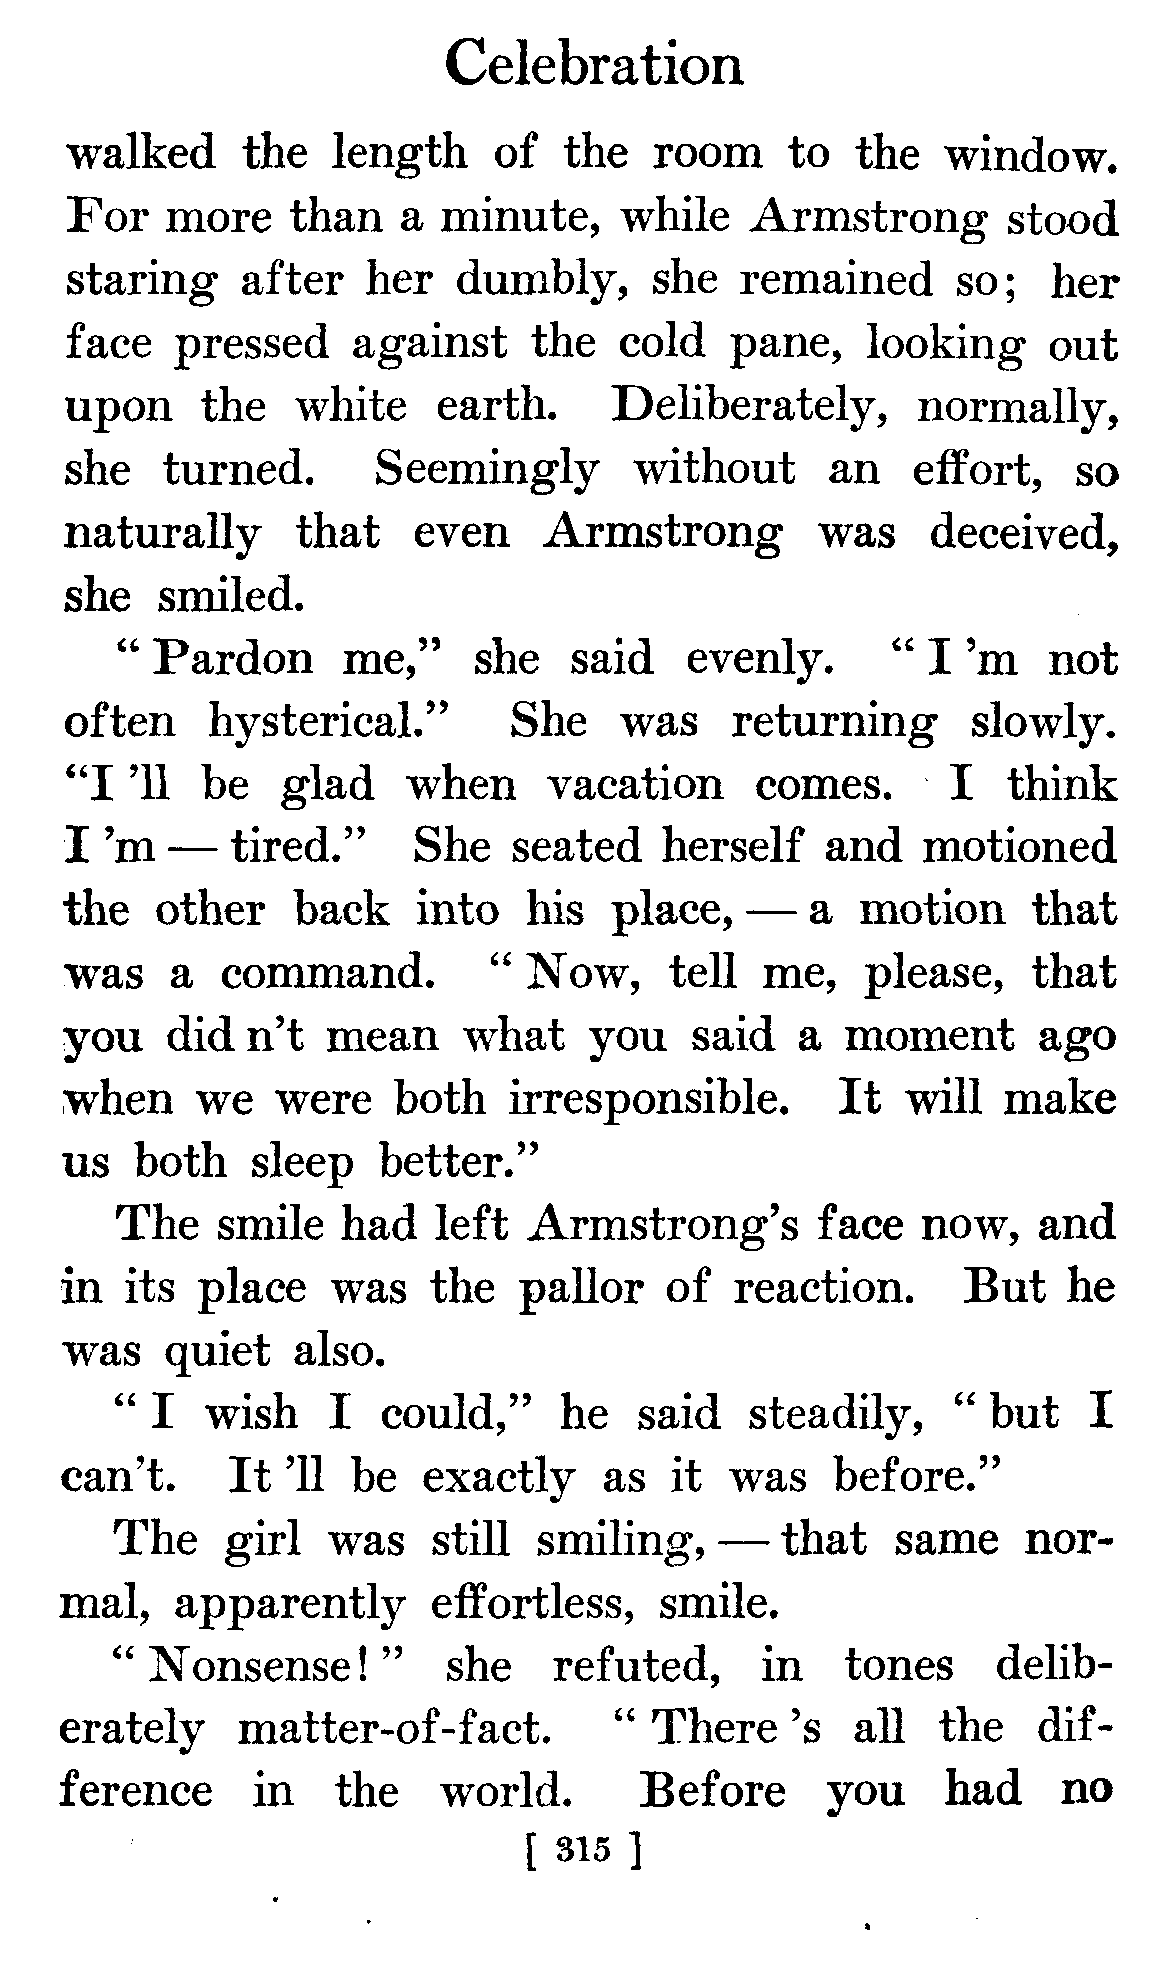 Celebration
walked the length of the room to the window.
For more than a minute, while Armstrong stood
staring after her dumbly, she remained so; her
face pressed against the cold pane, looking out
upon the white earth. Deliberately, normally,
she turned. Seemingly without an effort, so
naturally that even Armstrong was deceived,
she smiled.
“ Pardon me,” she said evenly. “ I ’m not
often hysterical.” She was returning slowly.
“I ’ll be glad when vacation comes. I think
I ’m — tired.” She seated herself and motioned
the other back into his place, — a motion that
was a command. “ Now, tell me, please, that
you did n’t mean what you said a moment ago
when we were both irresponsible. It will make
us both sleep better.”
The smile had left Armstrong’s face now, and
in its place was the pallor of reaction. But he
was quiet also.
“ I wish I could,” he said steadily, “ but I
can’t. It ’ll be exactly as it was before.”
The girl was still smiling, — that same nor-
mal, apparently effortless, smile.
“ Nonsense! ” she refuted, in tones delib-
erately matter-of-fact. “ There ’s all the dif-
ference in the world. Before you had no
[ 315 ]